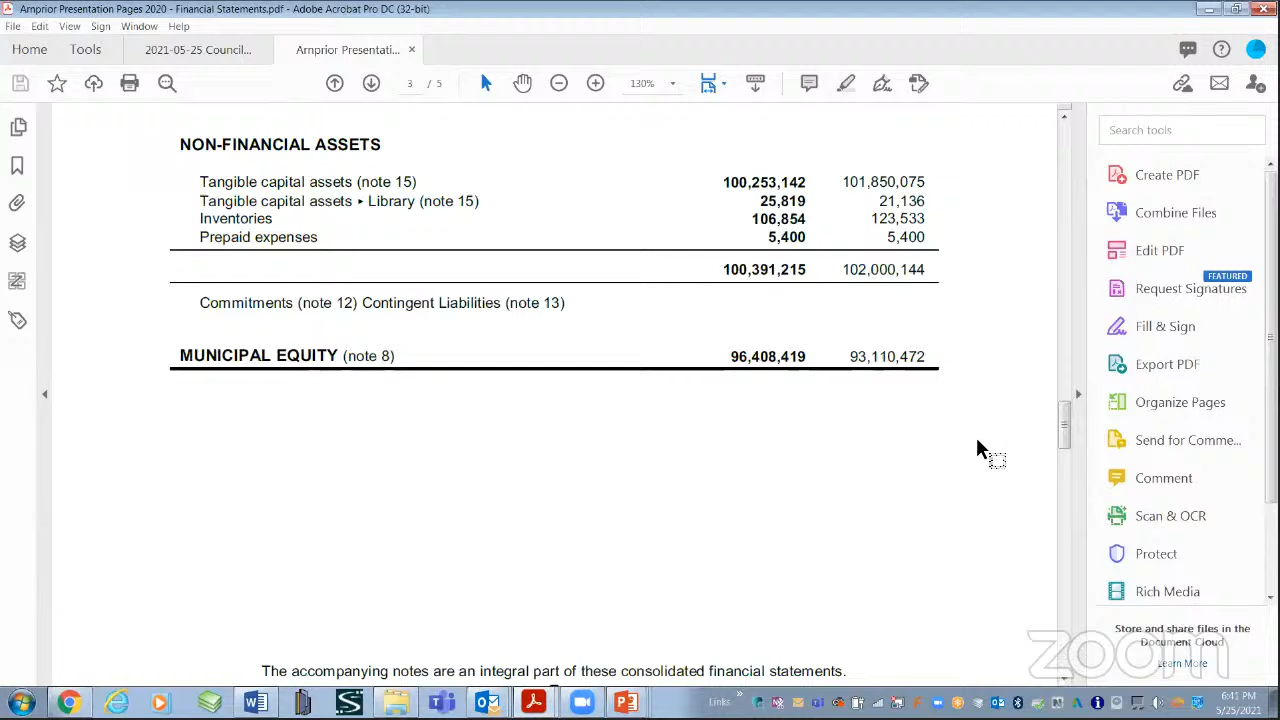 Arnprior Presentation Pages 2020 - Financial Statements.pdf - Adobe Acrobat Pro DC (32-bit)
File Edit View Sign Window Help
Home Tools 2021-05-25 Council... Arnprior Presentati... ×
3 / 5 130%
NON-FINANCIAL ASSETS
Tangible capital assets (note 15) 100,253,142 101,850,075
Tangible capital assets ▸ Library (note 15) 25,819 21,136
Inventories 106,854 123,533
Prepaid expenses 5,400 5,400
100,391,215 102,000,144
Commitments (note 12) Contingent Liabilities (note 13)
MUNICIPAL EQUITY (note 8) 96,408,419 93,110,472
The accompanying notes are an integral part of these consolidated financial statements.
Search tools
Create PDF
Combine Files
Edit PDF
FEATURED
Request Signatures
Fill & Sign
Export PDF
Organize Pages
Send for Comme...
Comment
Scan & OCR
Protect
Rich Media
Store and share files in the
Document Cloud
Learn More
zoom
Links »
6:41 PM
5/25/2021